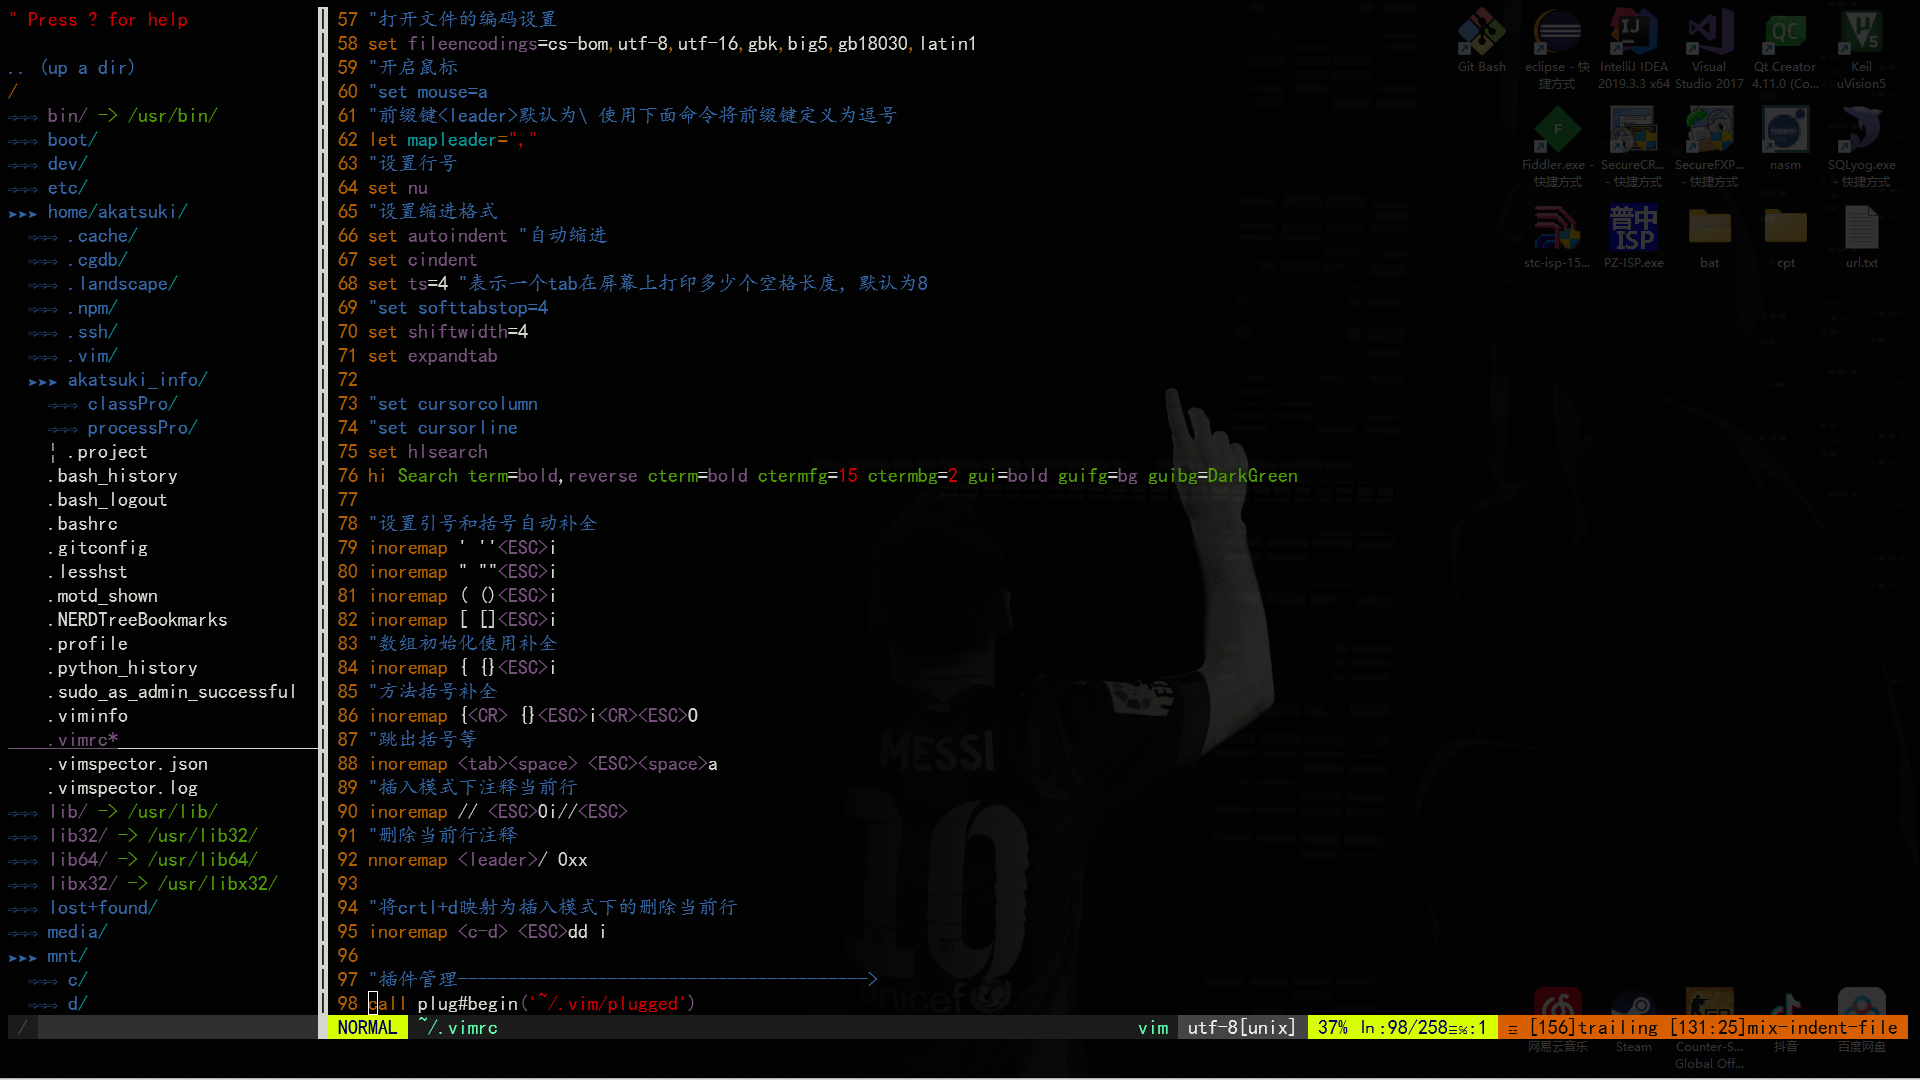 " Press ? for help
.. (up a dir)
/
⇨⇨⇨ bin/ -> /usr/bin/
⇨⇨⇨ boot/
⇨⇨⇨ dev/
⇨⇨⇨ etc/
➤➤➤ home/akatsuki/
⇨⇨⇨ .cache/
⇨⇨⇨ .cgdb/
⇨⇨⇨ .landscape/
⇨⇨⇨ .npm/
⇨⇨⇨ .ssh/
⇨⇨⇨ .vim/
➤➤➤ akatsuki_info/
⇨⇨⇨ classPro/
⇨⇨⇨ processPro/
¦ .project
.bash_history
.bash_logout
.bashrc
.gitconfig
.lesshst
.motd_shown
.NERDTreeBookmarks
.profile
.python_history
.sudo_as_admin_successful
.viminfo
.vimrc*
.vimspector.json
.vimspector.log
⇨⇨⇨ lib/ -> /usr/lib/
⇨⇨⇨ lib32/ -> /usr/lib32/
⇨⇨⇨ lib64/ -> /usr/lib64/
⇨⇨⇨ libx32/ -> /usr/libx32/
⇨⇨⇨ lost+found/
⇨⇨⇨ media/
➤➤➤ mnt/
⇨⇨⇨ c/
⇨⇨⇨ d/
/
57 "打开文件的编码设置
58 set fileencodings=cs-bom,utf-8,utf-16,gbk,big5,gb18030,latin1
59 "开启鼠标
60 "set mouse=a
61 "前缀键<leader>默认为\ 使用下面命令将前缀键定义为逗号
62 let mapleader=","
63 "设置行号
64 set nu
65 "设置缩进格式
66 set autoindent "自动缩进
67 set cindent
68 set ts=4 "表示一个tab在屏幕上打印多少个空格长度，默认为8
69 "set softtabstop=4
70 set shiftwidth=4
71 set expandtab
72
73 "set cursorcolumn
74 "set cursorline
75 set hlsearch
76 hi Search term=bold,reverse cterm=bold ctermfg=15 ctermbg=2 gui=bold guifg=bg guibg=DarkGreen
77
78 "设置引号和括号自动补全
79 inoremap ' ''<ESC>i
80 inoremap " ""<ESC>i
81 inoremap ( ()<ESC>i
82 inoremap [ []<ESC>i
83 "数组初始化使用补全
84 inoremap { {}<ESC>i
85 "方法括号补全
86 inoremap {<CR> {}<ESC>i<CR><ESC>O
87 "跳出括号等
88 inoremap <tab><space> <ESC><space>a
89 "插入模式下注释当前行
90 inoremap // <ESC>0i//<ESC>
91 "删除当前行注释
92 nnoremap <leader>/ 0xx
93
94 "将crtl+d映射为插入模式下的删除当前行
95 inoremap <c-d> <ESC>dd i
96
97 "插件管理----------------------------------------->
98 call plug#begin('~/.vim/plugged')
NORMAL ~/.vimrc vim utf-8[unix] 37% ln:98/258≡%:1 ☲ [156]trailing [131:25]mix-indent-file
Git Bash
eclipse - 快捷方式
IntelliJ IDEA 2019.3.3 x64
Visual Studio 2017
Qt Creator 4.11.0 (Co...
Keil uVision5
Fiddler.exe - 快捷方式
SecureCR... - 快捷方式
SecureFXP... - 快捷方式
nasm
SQLyog.exe - 快捷方式
stc-isp-15...
普中
ISP
PZ-ISP.exe
bat
cpt
url.txt
MESSI
10
unicef
网易云音乐
Steam
Counter-S... Global Off...
抖音
百度网盘